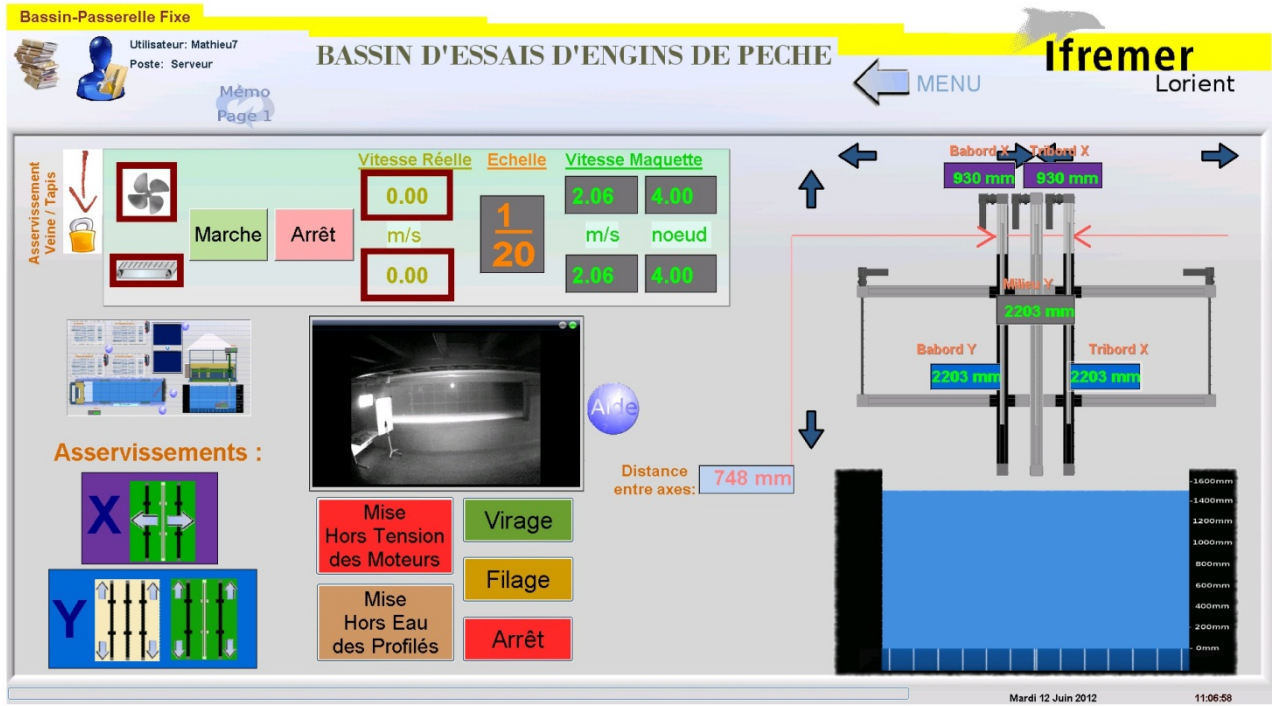 Bassin-Passerelle Fixe
Utilisateur: Mathieu7
Poste: Serveur
BASSIN D'ESSAIS D'ENGINS DE PECHE
MENU
Ifremer
Lorient
Mémo
Page 1
Asservissement
Veine / Tapis
Vitesse Réelle
Echelle
Vitesse Maquette
0.00
1
20
2.06
4.00
Marche
Arrêt
m/s
m/s
noeud
0.00
2.06
4.00
Babord X
Tribord X
930 mm
930 mm
Milieu Y
2203 mm
Babord Y
Tribord X
2203 mm
2203 mm
Aide
Asservissements :
X
Y
Distance
entre axes:
748 mm
Mise
Hors Tension
des Moteurs
Virage
Filage
Mise
Hors Eau
des Profilés
Arrêt
1600mm
1400mm
1200mm
1000mm
800mm
600mm
400mm
200mm
0mm
Mardi 12 Juin 2012
11:06:58